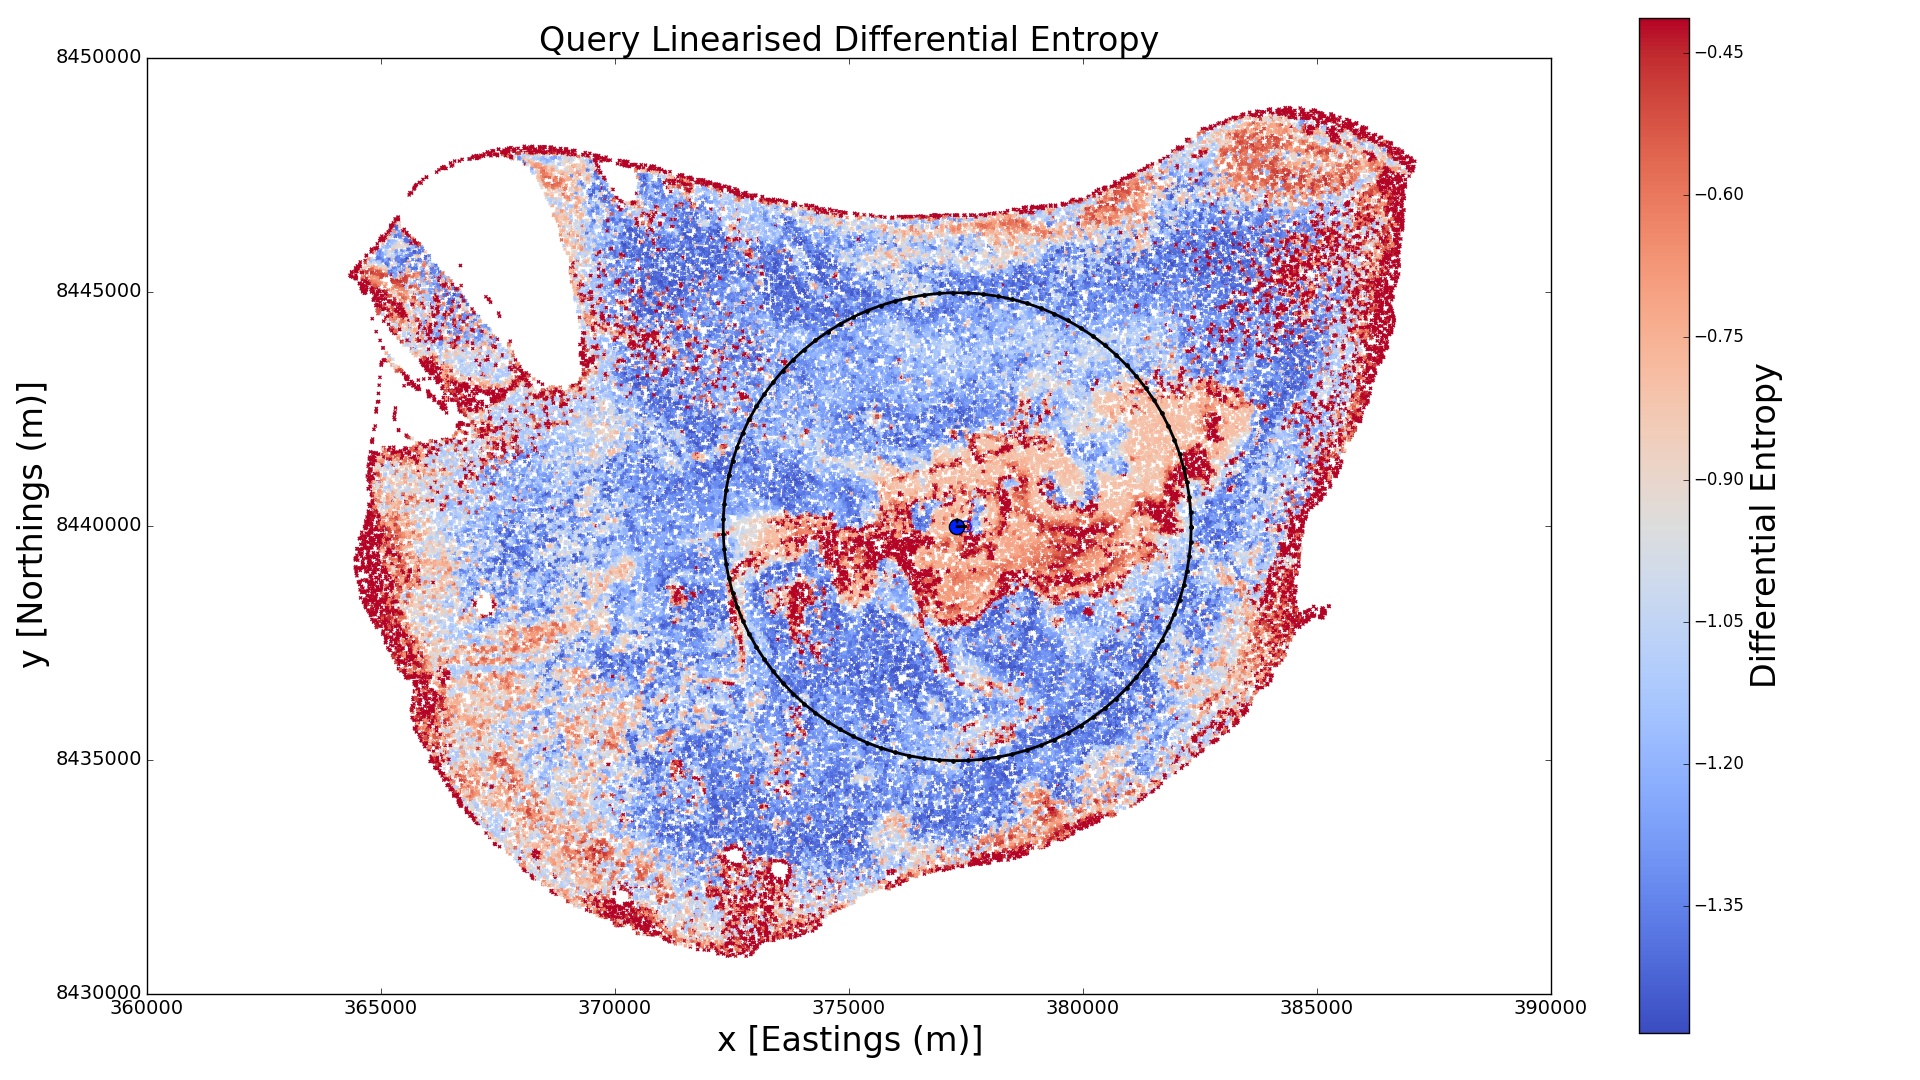 Query Linearised Differential Entropy
8450000
8445000
8440000
8435000
8430000
y [Northings (m)]
360000 365000 370000 375000 380000 385000 390000
x [Eastings (m)]
−0.45
−0.60
−0.75
−0.90
−1.05
−1.20
−1.35
Differential Entropy